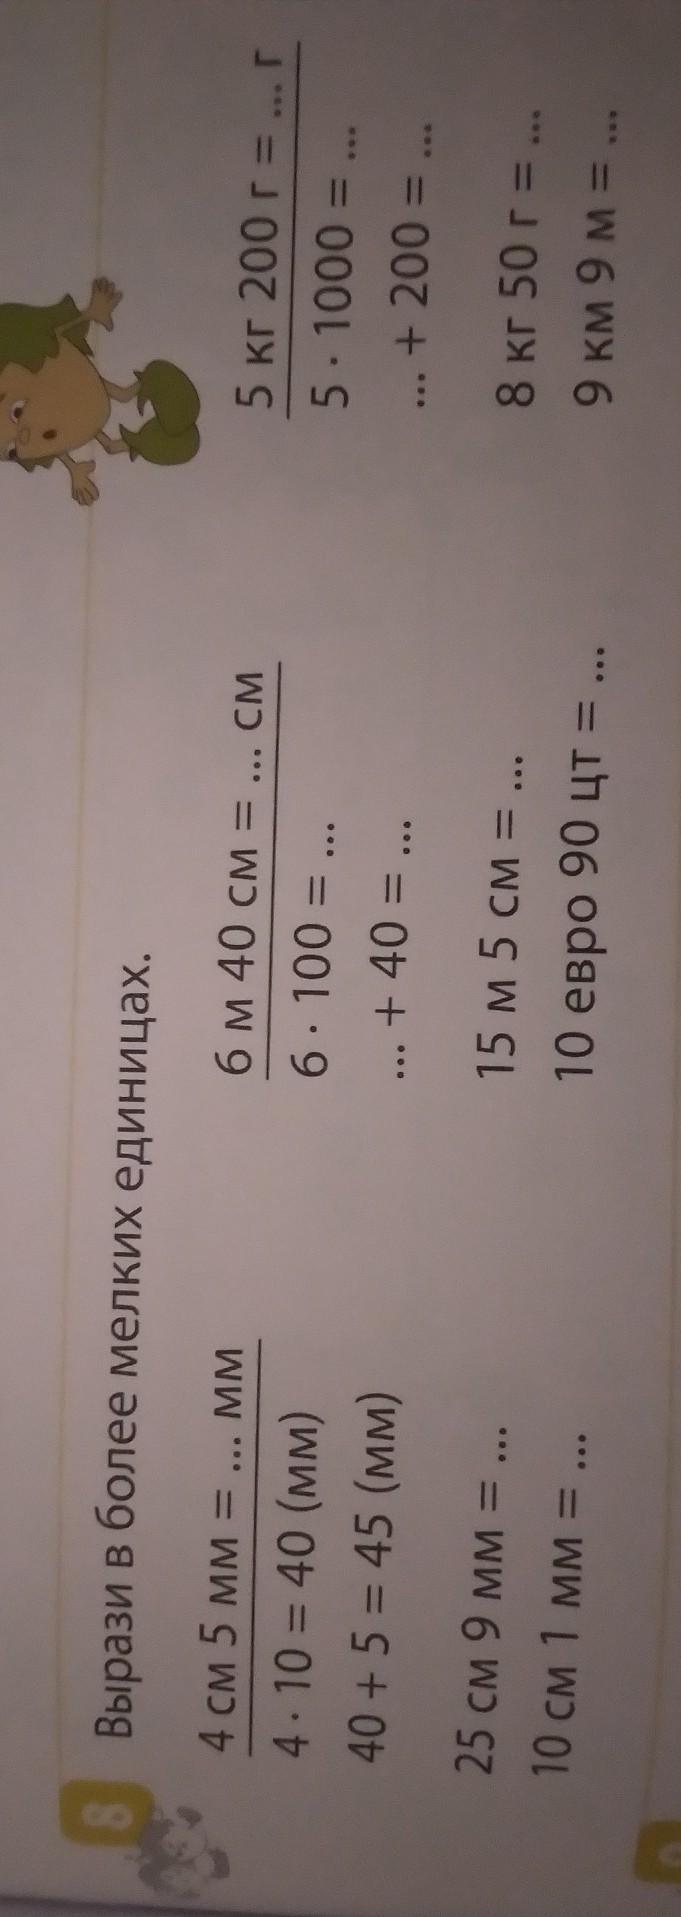 8
Вырази в более мелких единицах.
4 см 5 мм = ... мм
4 · 10 = 40 (мм)
40 + 5 = 45 (мм)
25 см 9 мм = ...
10 см 1 мм = ...
6 м 40 см = ... см
6 · 100 = ...
... + 40 = ...
15 м 5 см = ...
10 евро 90 цт = ...
5 кг 200 г = ... г
5 · 1000 = ...
... + 200 = ...
8 кг 50 г = ...
9 км 9 м = ...